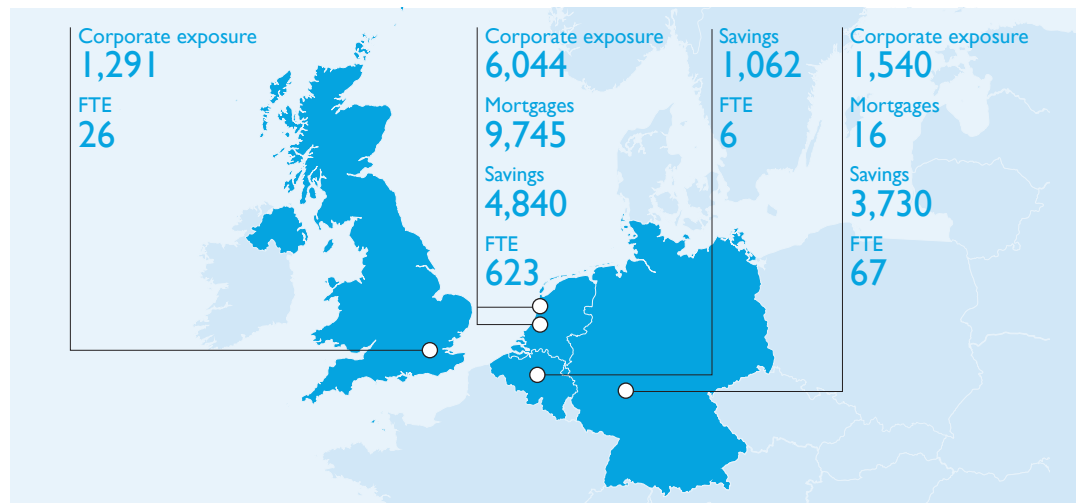 Corporate exposure
1,291
FTE
26
Corporate exposure
6,044
Mortgages
9,745
Savings
4,840
FTE
623
Savings
1,062
FTE
6
Corporate exposure
1,540
Mortgages
16
Savings
3,730
FTE
67